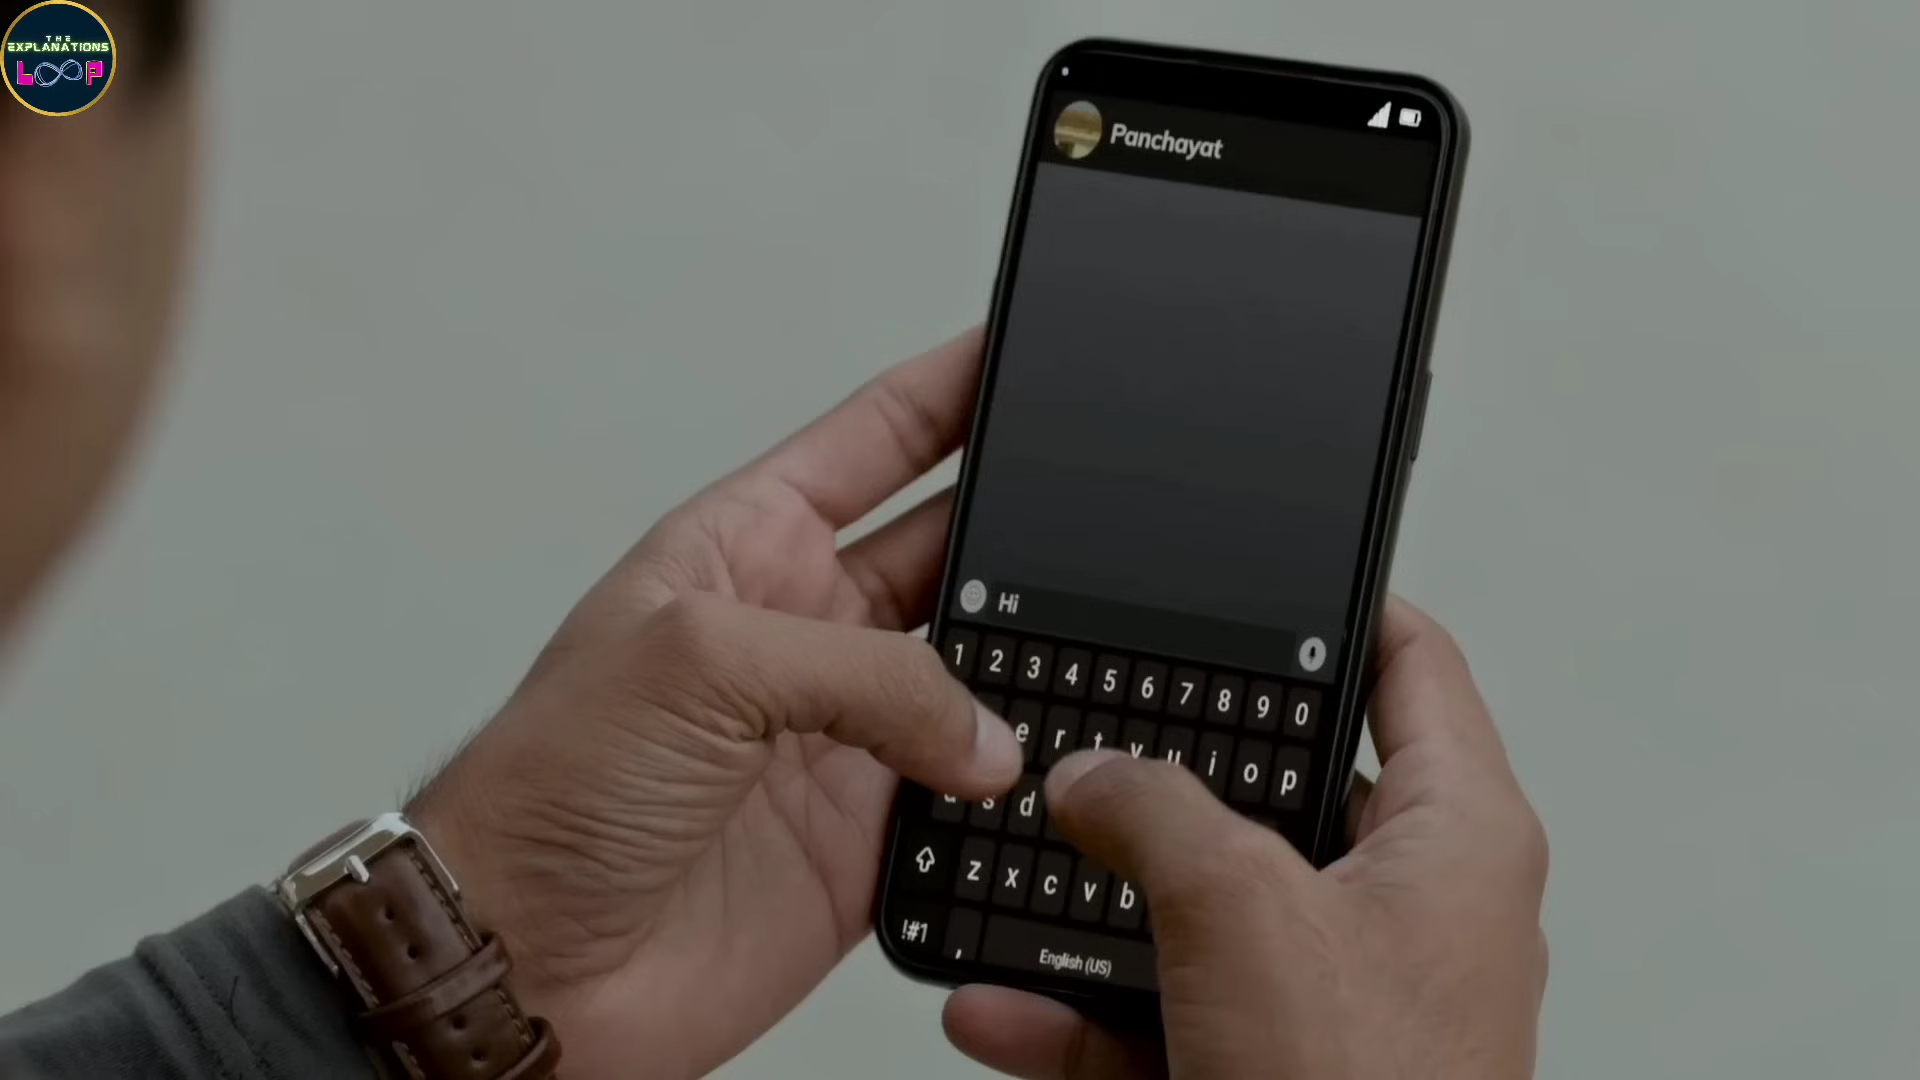 THE
EXPLANATIONS
LOOP
Panchayat
Hi
1 2 3 4 5 6 7 8 9 0
e r t y u i o p
a s d
z x c v b
!#1 , English (US)